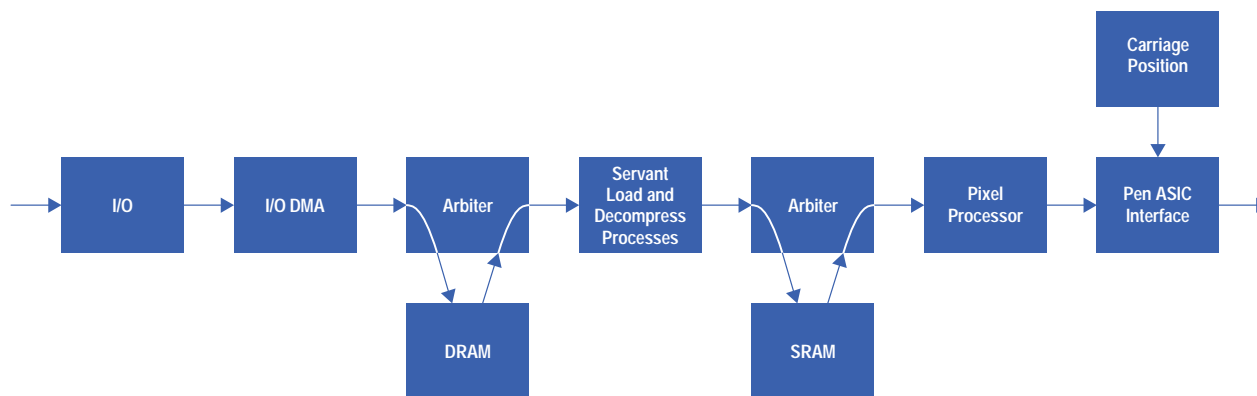 Carriage
Position
I/O
I/O DMA
Arbiter
Servant
Load and
Decompress
Processes
Arbiter
Pixel
Processor
Pen ASIC
Interface
DRAM
SRAM